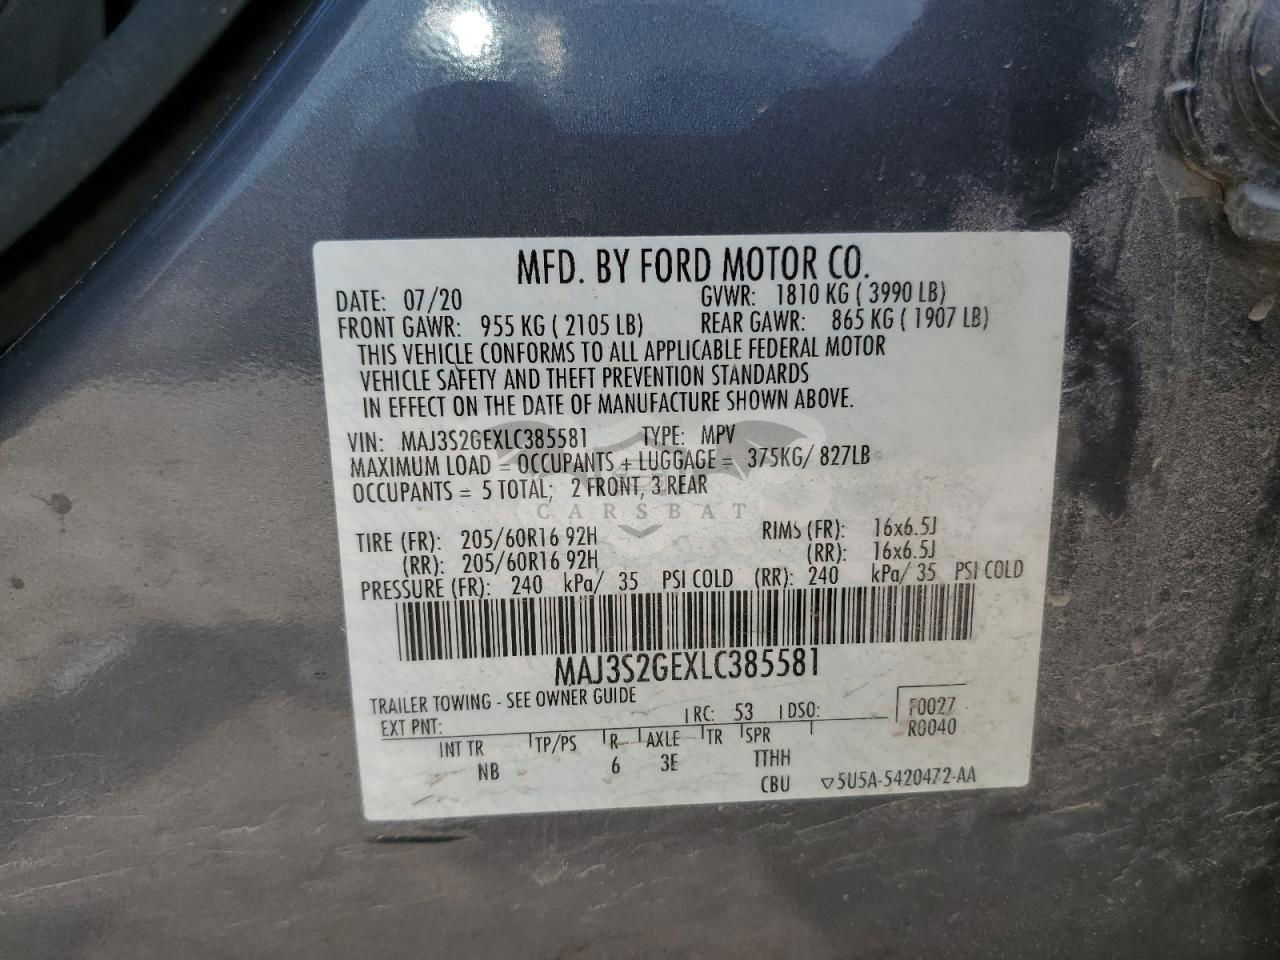 MFD. BY FORD MOTOR CO.
DATE: 07/20 GVWR: 1810 KG ( 3990 LB)
FRONT GAWR: 955 KG ( 2105 LB) REAR GAWR: 865 KG ( 1907 LB)
THIS VEHICLE CONFORMS TO ALL APPLICABLE FEDERAL MOTOR
VEHICLE SAFETY AND THEFT PREVENTION STANDARDS
IN EFFECT ON THE DATE OF MANUFACTURE SHOWN ABOVE.
VIN: MAJ3S2GEXLC385581 TYPE: MPV
MAXIMUM LOAD = OCCUPANTS + LUGGAGE = 375KG/ 827LB
OCCUPANTS = 5 TOTAL; 2 FRONT, 3 REAR
CARSBAT
TIRE (FR): 205/60R16 92H RIMS (FR): 16x6.5J
(RR): 205/60R16 92H (RR): 16x6.5J
PRESSURE (FR): 240 kPa/ 35 PSI COLD (RR): 240 kPa/ 35 PSI COLD
MAJ3S2GEXLC385581
TRAILER TOWING - SEE OWNER GUIDE
EXT PNT: RC: 53 DSO: F0027
R0040
INT TR TP/PS R AXLE TR SPR
NB 6 3E TTHH
CBU ▽5U5A-5420472-AA